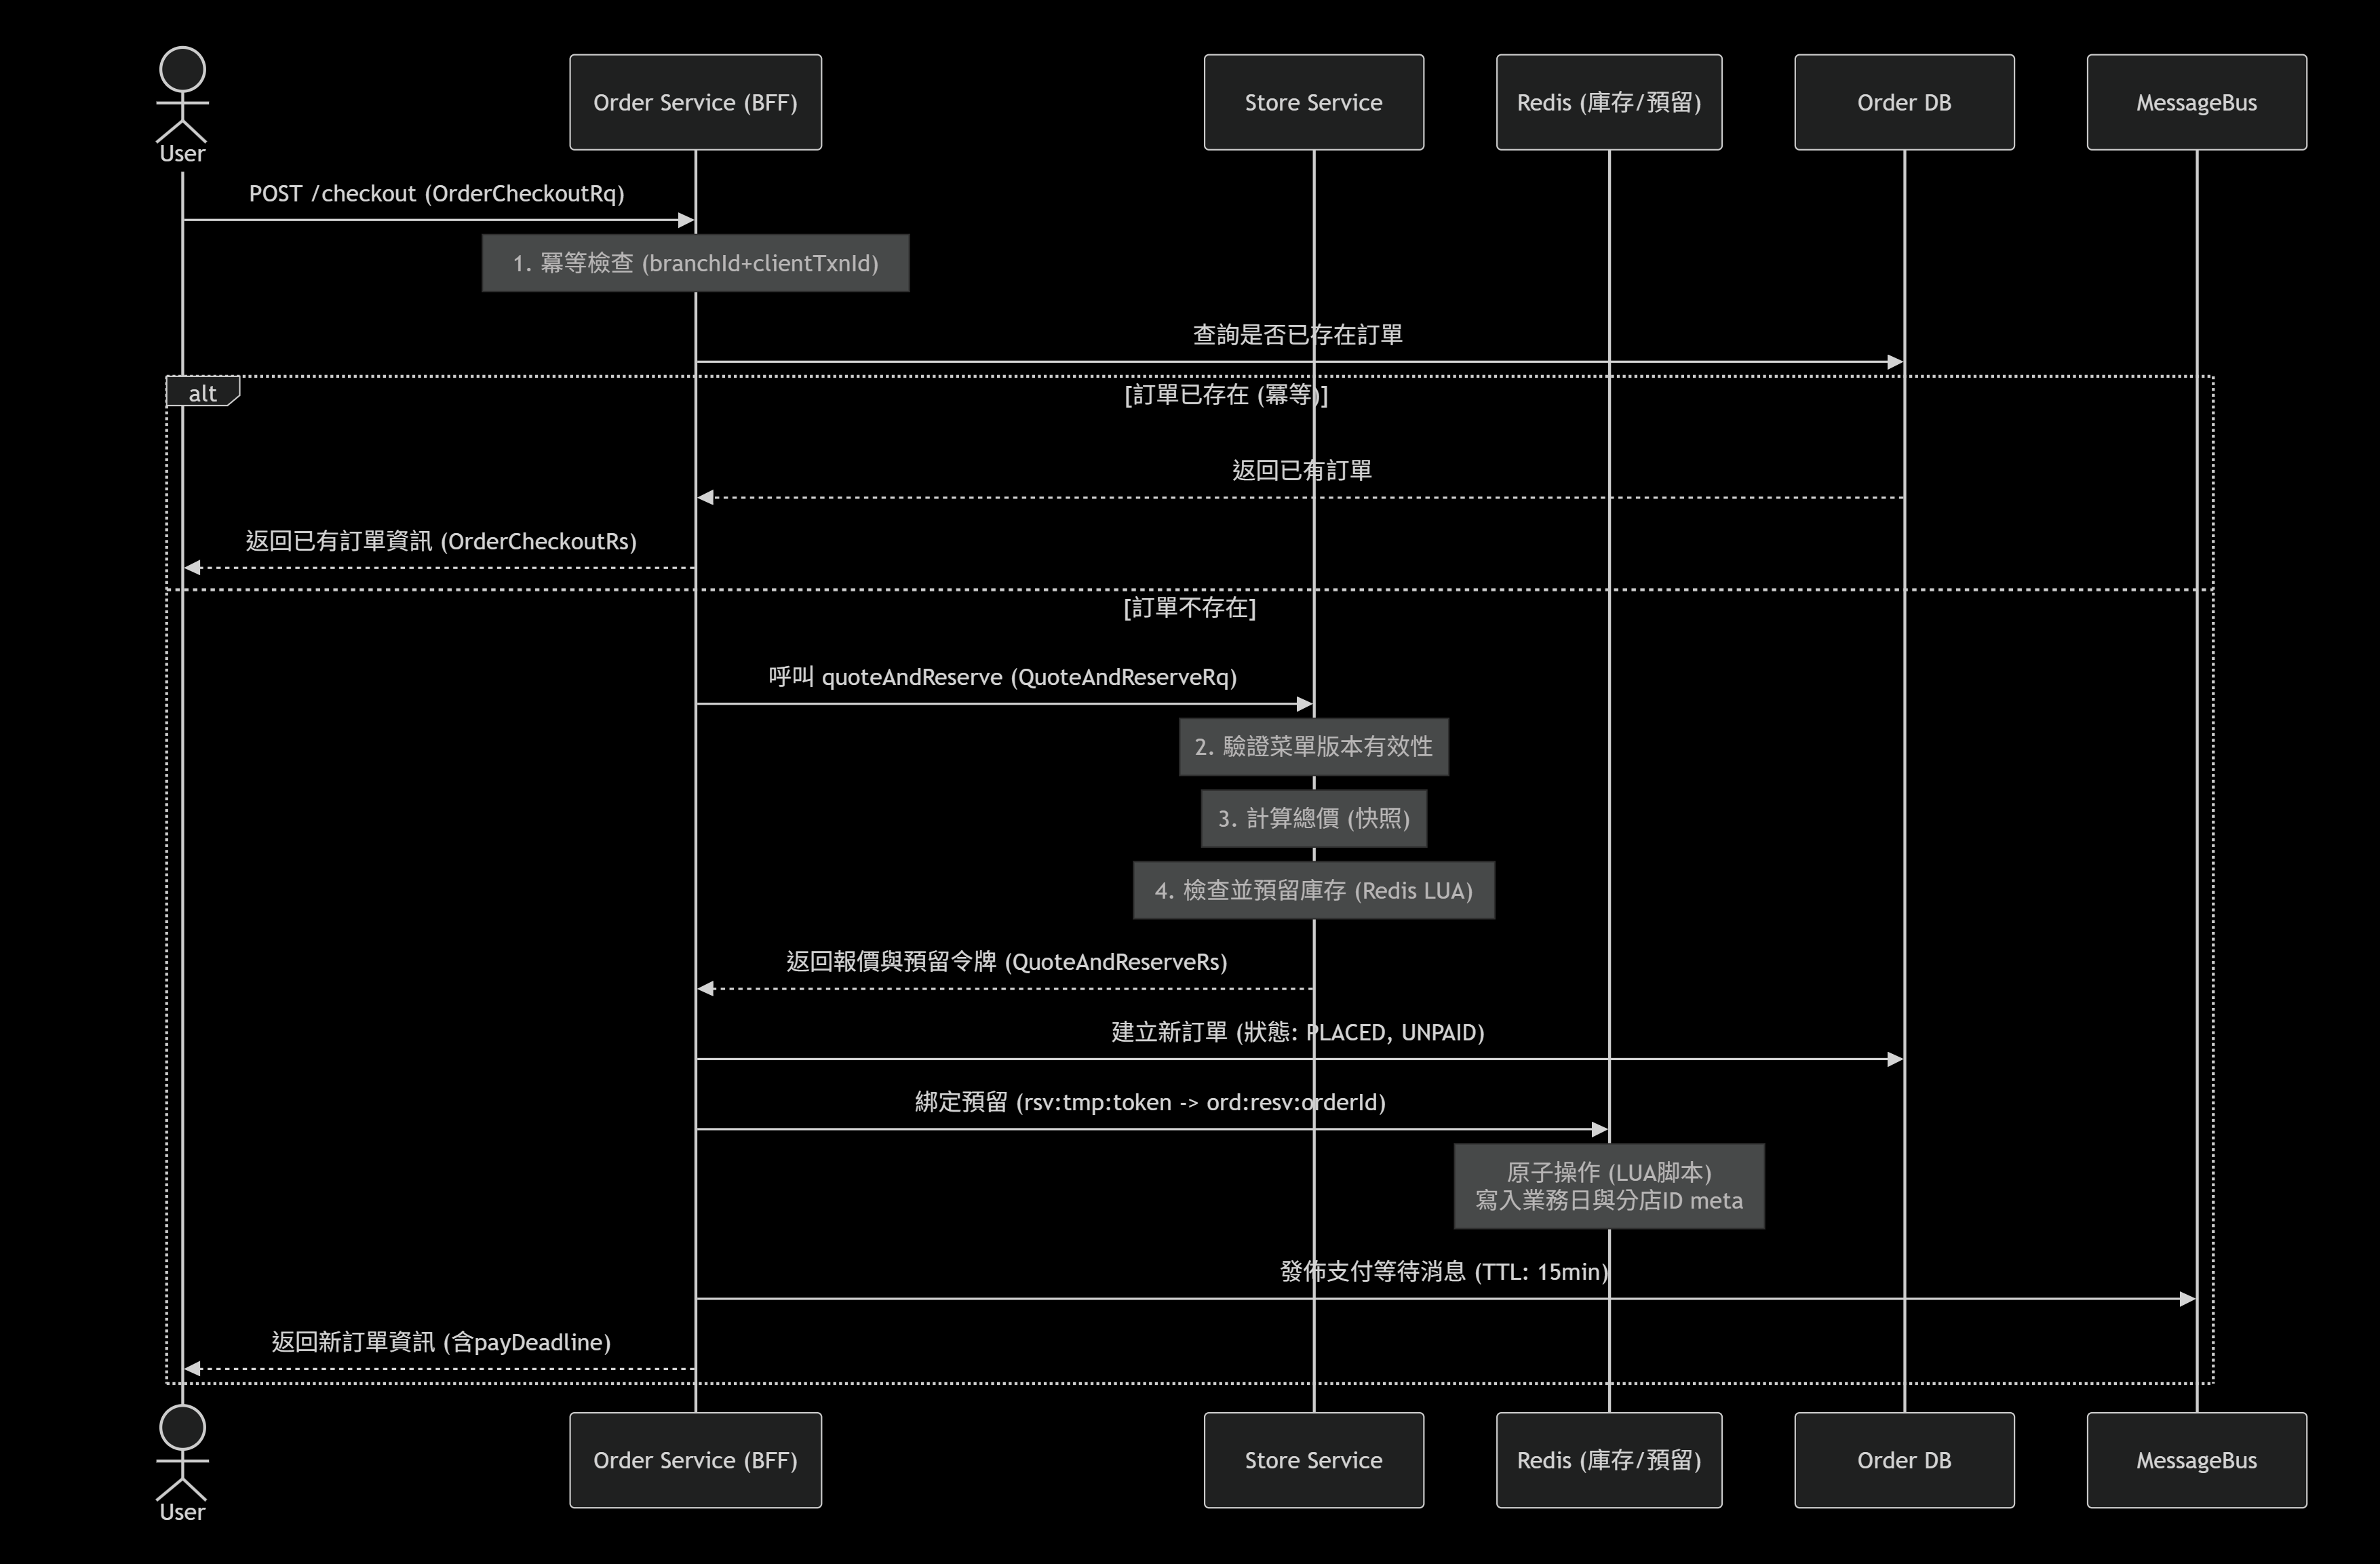 User
Order Service (BFF)
Store Service
Redis (庫存/預留)
Order DB
MessageBus
POST /checkout (OrderCheckoutRq)
1. 冪等檢查 (branchId+clientTxnId)
查詢是否已存在訂單
alt
[訂單已存在 (冪等)]
返回已有訂單
返回已有訂單資訊 (OrderCheckoutRs)
[訂單不存在]
呼叫 quoteAndReserve (QuoteAndReserveRq)
2. 驗證菜單版本有效性
3. 計算總價 (快照)
4. 檢查並預留庫存 (Redis LUA)
返回報價與預留令牌 (QuoteAndReserveRs)
建立新訂單 (狀態: PLACED, UNPAID)
綁定預留 (rsv:tmp:token -> ord:resv:orderId)
原子操作 (LUA脚本)
寫入業務日與分店ID meta
發佈支付等待消息 (TTL: 15min)
返回新訂單資訊 (含payDeadline)
User
Order Service (BFF)
Store Service
Redis (庫存/預留)
Order DB
MessageBus